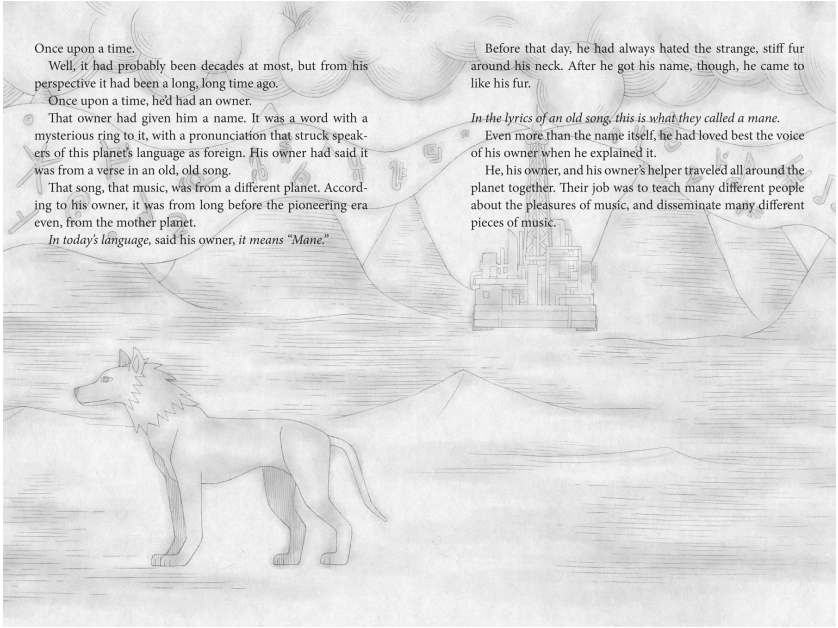 Once upon a time.
Well, it had probably been decades at most, but from his
perspective it had been a long, long time ago.
Once upon a time, he'd had an owner.
That owner had given him a name. It was a word with a
mysterious ring to it, with a pronunciation that struck speak-
ers of this planet's language as foreign. His owner had said it
was from a verse in an old, old song.
That song, that music, was from a different planet. Accord-
ing to his owner, it was from long before the pioneering era
even, from the mother planet.
In today's language, said his owner, it means “Mane.”
Before that day, he had always hated the strange, stiff fur
around his neck. After he got his name, though, he came to
like his fur.
In the lyrics of an old song, this is what they called a mane.
Even more than the name itself, he had loved best the voice
of his owner when he explained it.
He, his owner, and his owner's helper traveled all around the
planet together. Their job was to teach many different people
about the pleasures of music, and disseminate many different
pieces of music.